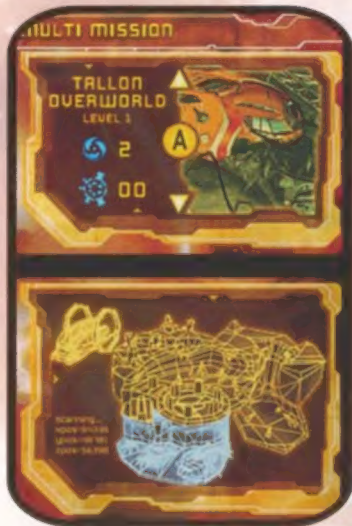 MULTI MISSION
TALLON
OVERWORLD
LEVEL 1
A
2
00
Scanning...